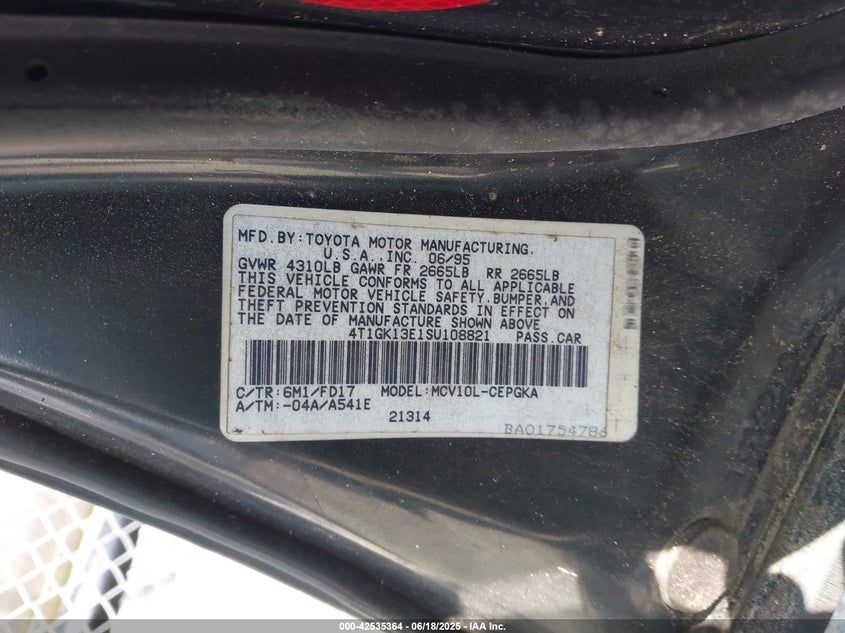 MFD.BY:TOYOTA MOTOR MANUFACTURING,
U.S.A.,INC. 06/95
GVWR 4310LB GAWR FR 2665LB RR 2665LB
THIS VEHICLE CONFORMS TO ALL APPLICABLE
FEDERAL MOTOR VEHICLE SAFETY,BUMPER,AND
THEFT PREVENTION STANDARDS IN EFFECT ON
THE DATE OF MANUFACTURE SHOWN ABOVE
4T1GK13E1SU108821 PASS.CAR
C/TR:6M1/FD17 MODEL:MCV10L-CEPGKA
A/TM:-04A/A541E
21314
000-42535364 - 06/18/2025 - IAA Inc.